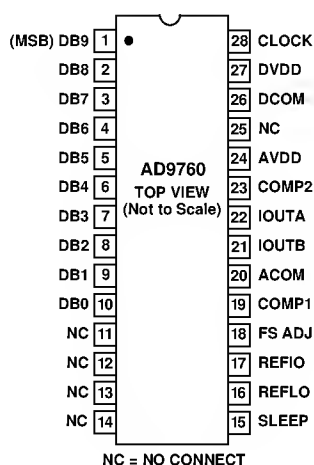 (MSB) DB9 1 28 CLOCK
DB8 2 27 DVDD
DB7 3 26 DCOM
DB6 4 25 NC
DB5 5 24 AVDD
DB4 6 23 COMP2
DB3 7 22 IOUTA
DB2 8 21 IOUTB
DB1 9 20 ACOM
DB0 10 19 COMP1
NC 11 18 FS ADJ
NC 12 17 REFIO
NC 13 16 REFLO
NC 14 15 SLEEP
AD9760
TOP VIEW
(Not to Scale)
NC = NO CONNECT